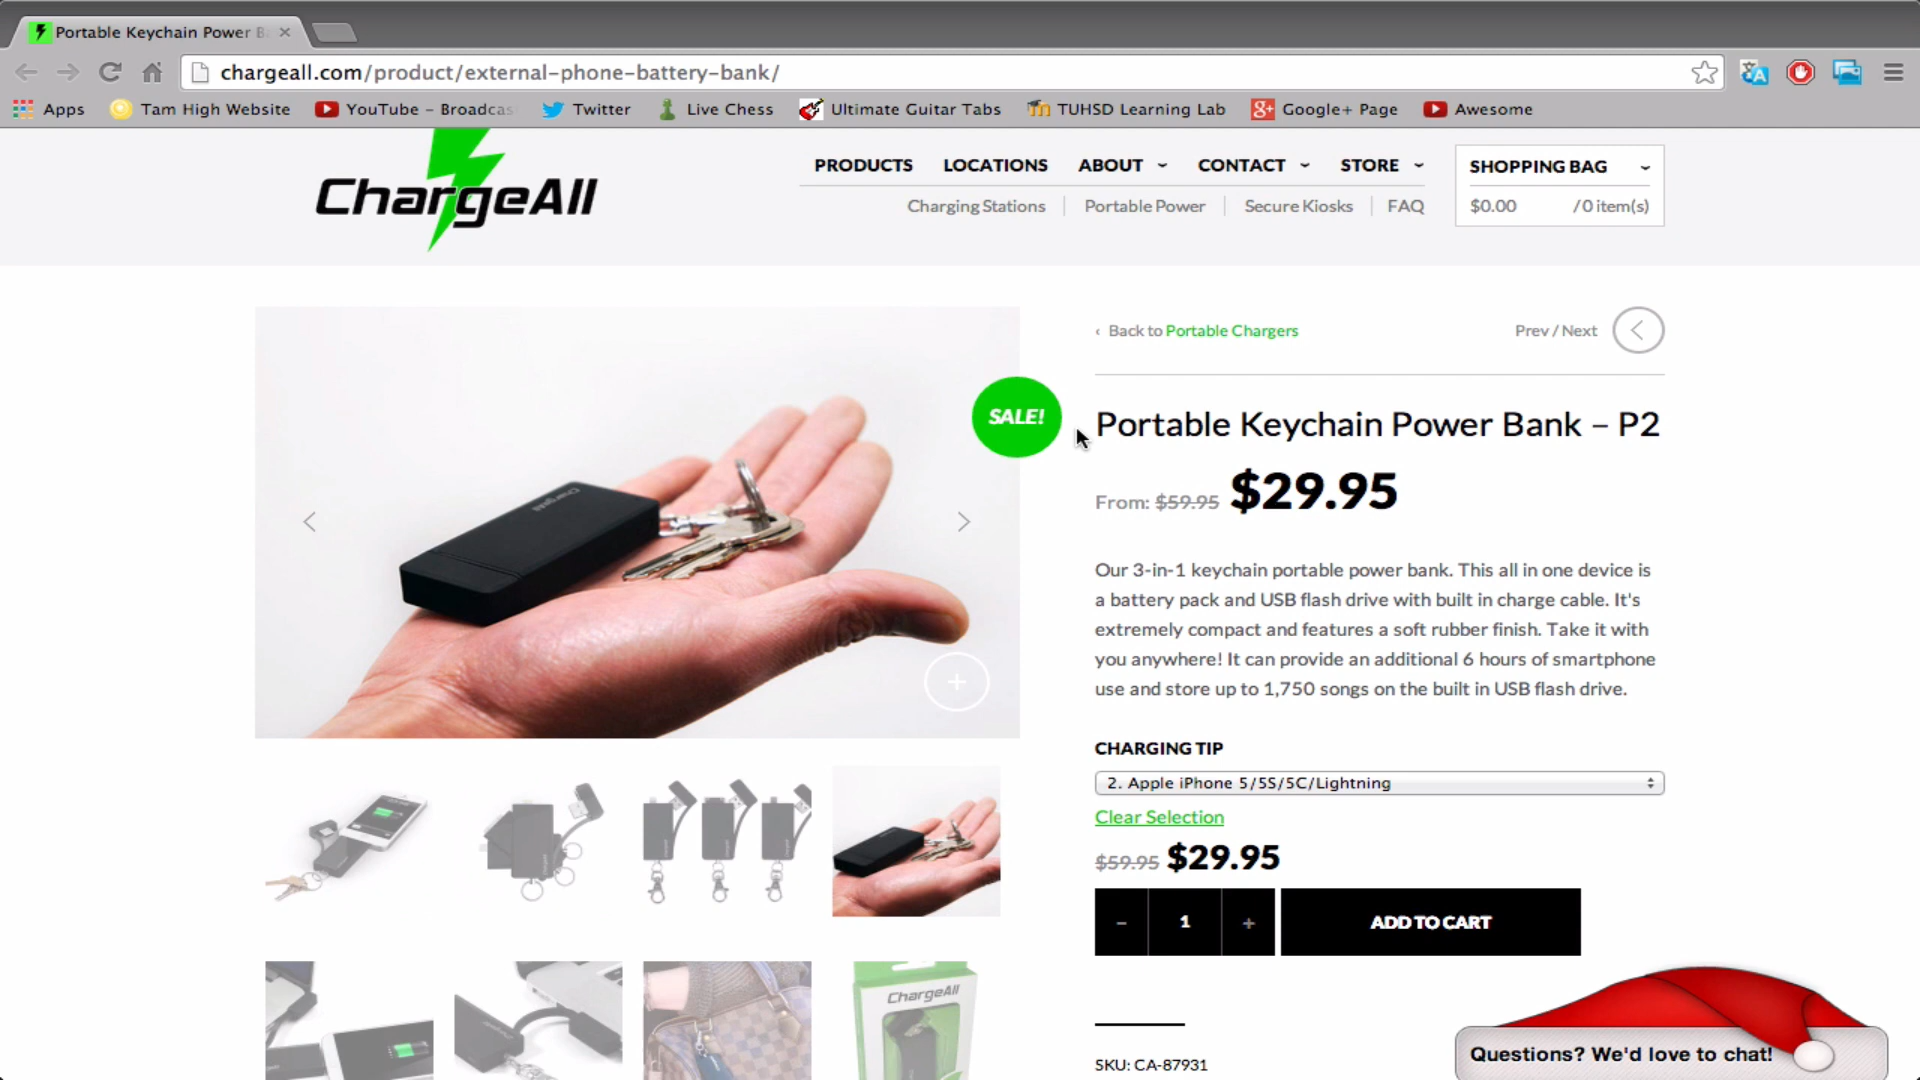 Portable Keychain Power B
chargeall.com/product/external-phone-battery-bank/
Apps Tam High Website YouTube – Broadcas Twitter Live Chess Ultimate Guitar Tabs TUHSD Learning Lab Google+ Page Awesome
ChargeAll
PRODUCTS LOCATIONS ABOUT CONTACT STORE
Charging Stations Portable Power Secure Kiosks FAQ
SHOPPING BAG
$0.00 /0 item(s)
‹ Back to Portable Chargers
Prev / Next
SALE!
Portable Keychain Power Bank – P2
From: $59.95 $29.95
Our 3-in-1 keychain portable power bank. This all in one device is
a battery pack and USB flash drive with built in charge cable. It's
extremely compact and features a soft rubber finish. Take it with
you anywhere! It can provide an additional 6 hours of smartphone
use and store up to 1,750 songs on the built in USB flash drive.
CHARGING TIP
2. Apple iPhone 5/5S/5C/Lightning
Clear Selection
$59.95 $29.95
- 1 +
ADD TO CART
SKU: CA-87931
Questions? We'd love to chat!
ChargeAll
ChargeAll